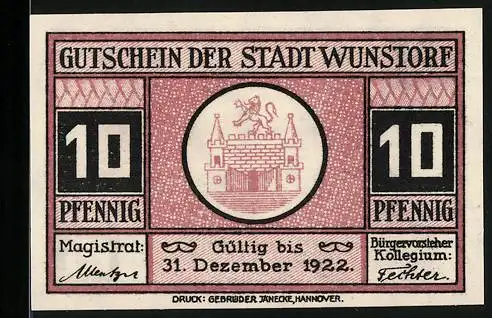 GUTSCHEIN DER STADT WUNSTORF
10 10
PFENNIG PFENNIG
Magistrat: Gültig bis Bürgervorsteher
31. Dezember 1922. Kollegium:
Fechter.
DRUCK: GEBRÜDER JÄNECKE, HANNOVER.